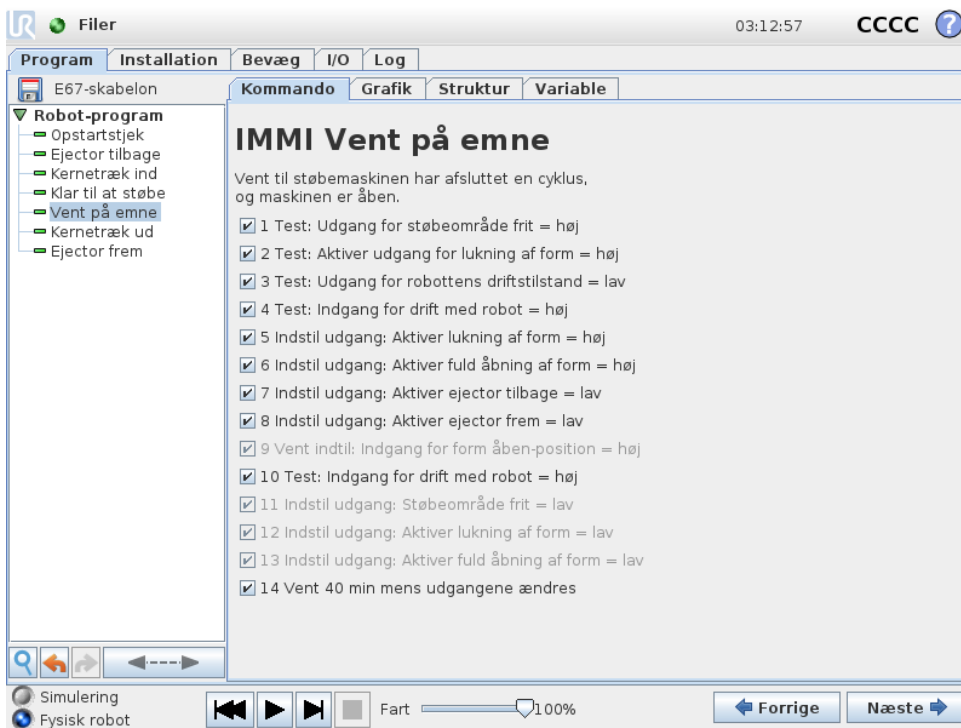 UR Filer 03:12:57 CCCC ?
Program Installation Bevæg I/O Log
E67-skabelon Kommando Grafik Struktur Variable
Robot-program
Opstartstjek
Ejector tilbage
Kernetræk ind
Klar til at støbe
Vent på emne
Kernetræk ud
Ejector frem
IMMI Vent på emne
Vent til støbemaskinen har afsluttet en cyklus,
og maskinen er åben.
1 Test: Udgang for støbeområde frit = høj
2 Test: Aktiver udgang for lukning af form = høj
3 Test: Udgang for robottens driftstilstand = lav
4 Test: Indgang for drift med robot = høj
5 Indstil udgang: Aktiver lukning af form = høj
6 Indstil udgang: Aktiver fuld åbning af form = høj
7 Indstil udgang: Aktiver ejector tilbage = lav
8 Indstil udgang: Aktiver ejector frem = lav
9 Vent indtil: Indgang for form åben-position = høj
10 Test: Indgang for drift med robot = høj
11 Indstil udgang: Støbeområde frit = lav
12 Indstil udgang: Aktiver lukning af form = lav
13 Indstil udgang: Aktiver fuld åbning af form = lav
14 Vent 40 min mens udgangene ændres
Simulering
Fysisk robot
Fart 100%
Forrige Næste